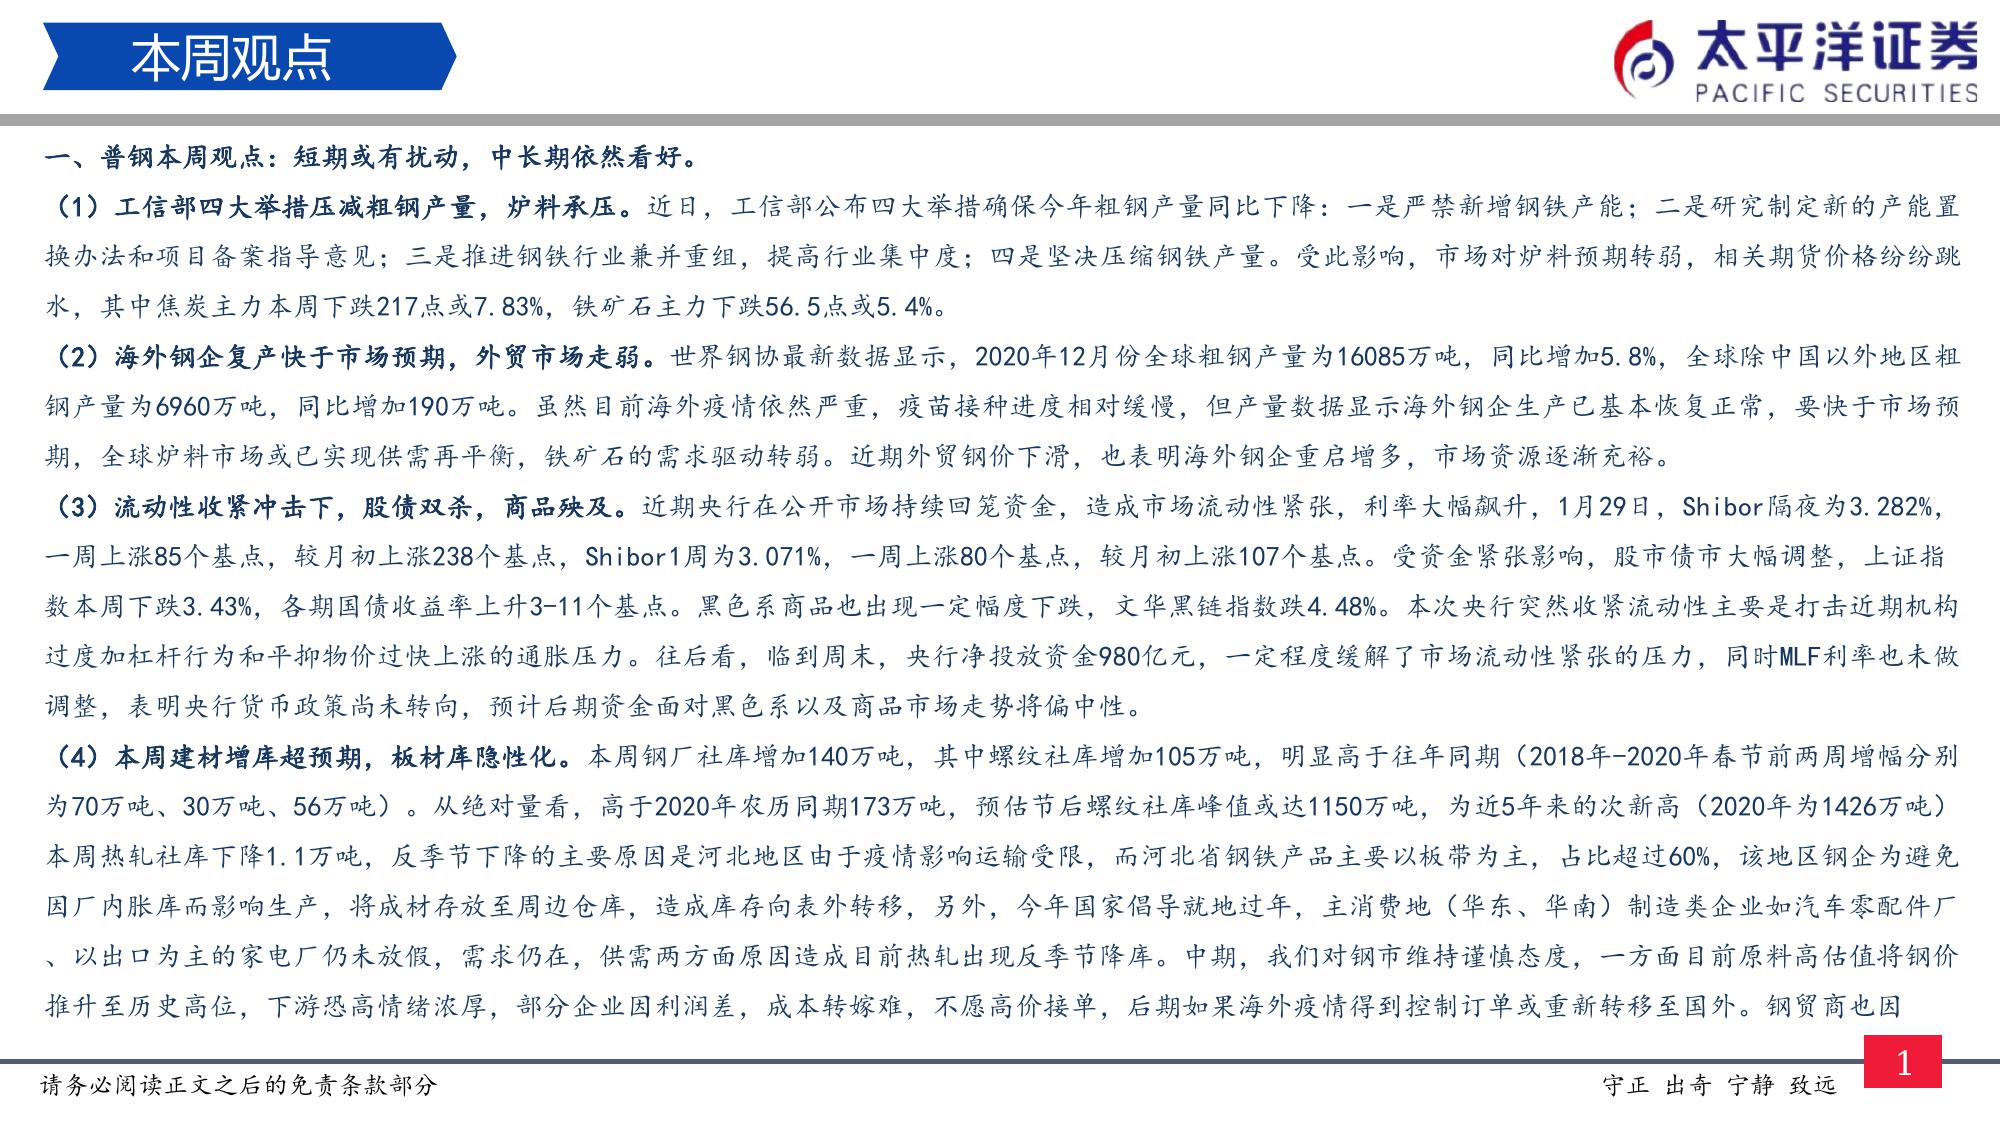 本周观点
太平洋证券
PACIFIC SECURITIES
一、普钢本周观点：短期或有扰动，中长期依然看好。
（1）工信部四大举措压减粗钢产量，炉料承压。近日，工信部公布四大举措确保今年粗钢产量同比下降：一是严禁新增钢铁产能；二是研究制定新的产能置
换办法和项目备案指导意见；三是推进钢铁行业兼并重组，提高行业集中度；四是坚决压缩钢铁产量。受此影响，市场对炉料预期转弱，相关期货价格纷纷跳
水，其中焦炭主力本周下跌217点或7.83%，铁矿石主力下跌56.5点或5.4%。
（2）海外钢企复产快于市场预期，外贸市场走弱。世界钢协最新数据显示，2020年12月份全球粗钢产量为16085万吨，同比增加5.8%，全球除中国以外地区粗
钢产量为6960万吨，同比增加190万吨。虽然目前海外疫情依然严重，疫苗接种进度相对缓慢，但产量数据显示海外钢企生产已基本恢复正常，要快于市场预
期，全球炉料市场或已实现供需再平衡，铁矿石的需求驱动转弱。近期外贸钢价下滑，也表明海外钢企重启增多，市场资源逐渐充裕。
（3）流动性收紧冲击下，股债双杀，商品殃及。近期央行在公开市场持续回笼资金，造成市场流动性紧张，利率大幅飙升，1月29日，Shibor隔夜为3.282%，
一周上涨85个基点，较月初上涨238个基点，Shibor1周为3.071%，一周上涨80个基点，较月初上涨107个基点。受资金紧张影响，股市债市大幅调整，上证指
数本周下跌3.43%，各期国债收益率上升3-11个基点。黑色系商品也出现一定幅度下跌，文华黑链指数跌4.48%。本次央行突然收紧流动性主要是打击近期机构
过度加杠杆行为和平抑物价过快上涨的通胀压力。往后看，临到周末，央行净投放资金980亿元，一定程度缓解了市场流动性紧张的压力，同时MLF利率也未做
调整，表明央行货币政策尚未转向，预计后期资金面对黑色系以及商品市场走势将偏中性。
（4）本周建材增库超预期，板材库隐性化。本周钢厂社库增加140万吨，其中螺纹社库增加105万吨，明显高于往年同期（2018年-2020年春节前两周增幅分别
为70万吨、30万吨、56万吨）。从绝对量看，高于2020年农历同期173万吨，预估节后螺纹社库峰值或达1150万吨，为近5年来的次新高（2020年为1426万吨）
本周热轧社库下降1.1万吨，反季节下降的主要原因是河北地区由于疫情影响运输受限，而河北省钢铁产品主要以板带为主，占比超过60%，该地区钢企为避免
因厂内胀库而影响生产，将成材存放至周边仓库，造成库存向表外转移，另外，今年国家倡导就地过年，主消费地（华东、华南）制造类企业如汽车零配件厂
、以出口为主的家电厂仍未放假，需求仍在，供需两方面原因造成目前热轧出现反季节降库。中期，我们对钢市维持谨慎态度，一方面目前原料高估值将钢价
推升至历史高位，下游恐高情绪浓厚，部分企业因利润差，成本转嫁难，不愿高价接单，后期如果海外疫情得到控制订单或重新转移至国外。钢贸商也因
请务必阅读正文之后的免责条款部分
守正 出奇 宁静 致远
1